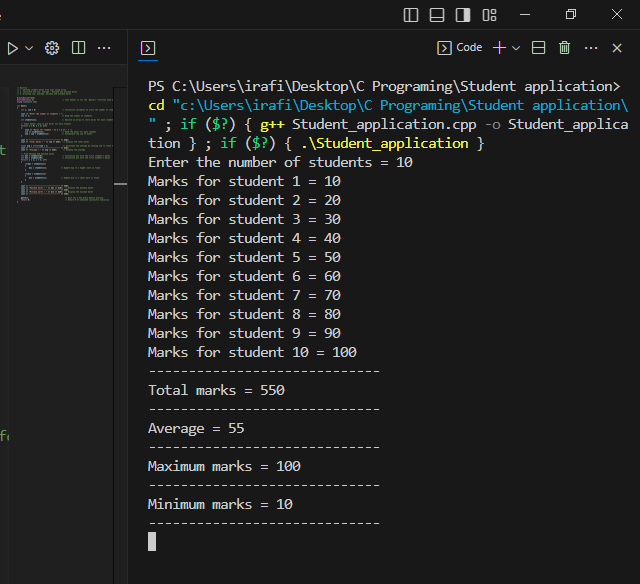 Code
PS C:\Users\irafi\Desktop\C Programing\Student application>
cd "c:\Users\irafi\Desktop\C Programing\Student application\
" ; if ($?) { g++ Student_application.cpp -o Student_applica
tion } ; if ($?) { .\Student_application }
Enter the number of students = 10
Marks for student 1 = 10
Marks for student 2 = 20
Marks for student 3 = 30
Marks for student 4 = 40
Marks for student 5 = 50
Marks for student 6 = 60
Marks for student 7 = 70
Marks for student 8 = 80
Marks for student 9 = 90
Marks for student 10 = 100
-----------------------------
Total marks = 550
-----------------------------
Average = 55
-----------------------------
Maximum marks = 100
-----------------------------
Minimum marks = 10
-----------------------------